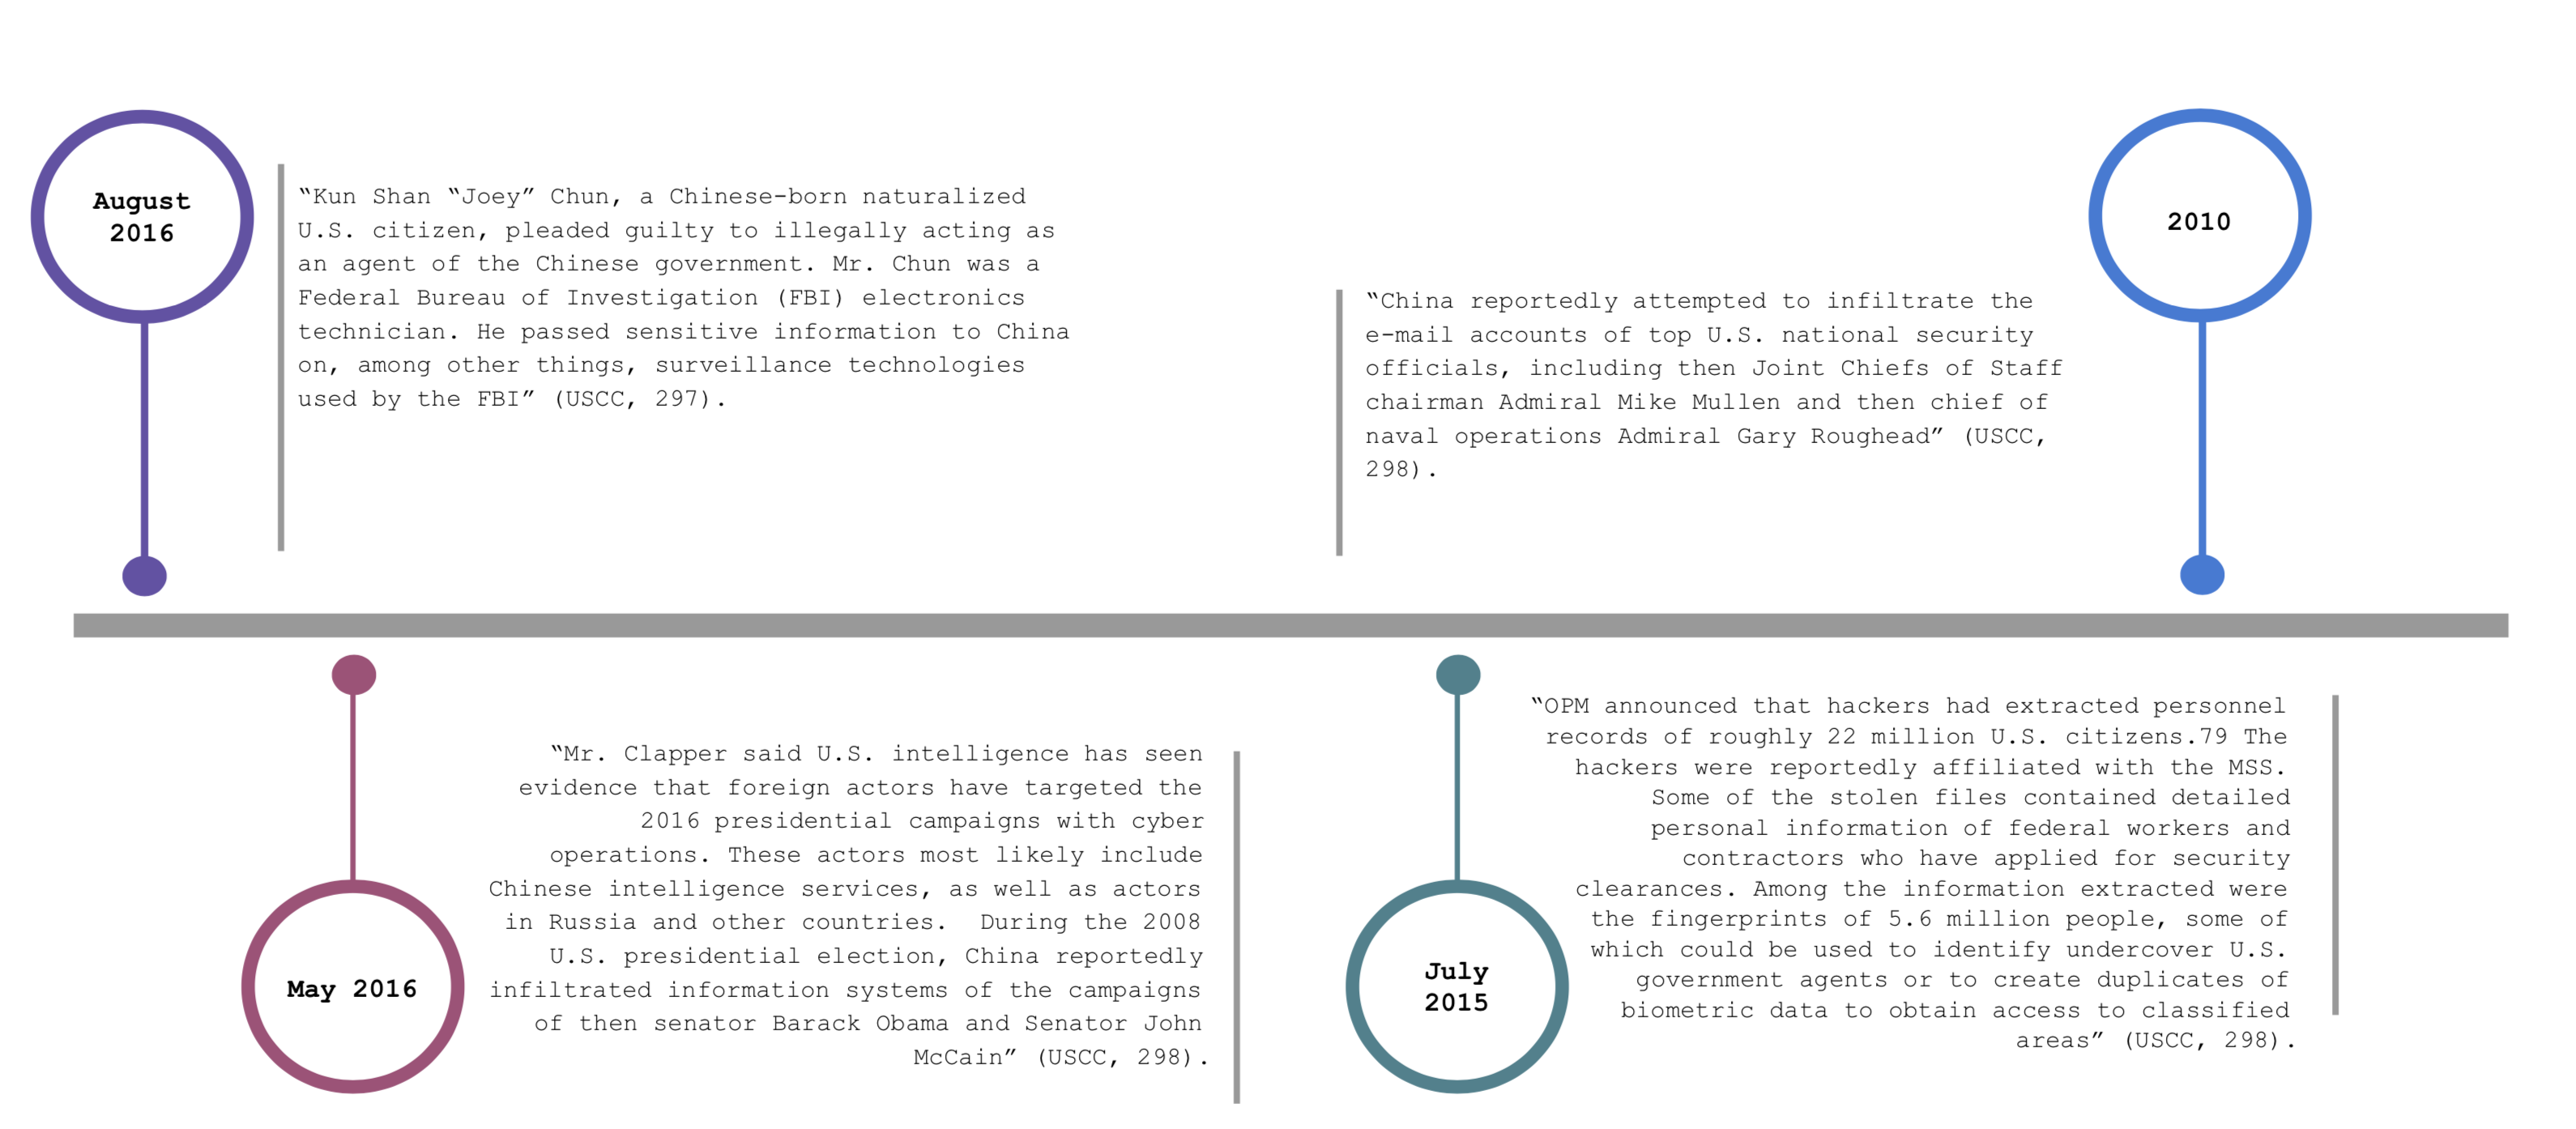 August
2016
“Kun Shan “Joey” Chun, a Chinese-born naturalized
U.S. citizen, pleaded guilty to illegally acting as
an agent of the Chinese government. Mr. Chun was a
Federal Bureau of Investigation (FBI) electronics
technician. He passed sensitive information to China
on, among other things, surveillance technologies
used by the FBI” (USCC, 297).
May 2016
“Mr. Clapper said U.S. intelligence has seen
evidence that foreign actors have targeted the
2016 presidential campaigns with cyber
operations. These actors most likely include
Chinese intelligence services, as well as actors
in Russia and other countries.  During the 2008
U.S. presidential election, China reportedly
infiltrated information systems of the campaigns
of then senator Barack Obama and Senator John
McCain” (USCC, 298).
July
2015
“OPM announced that hackers had extracted personnel
records of roughly 22 million U.S. citizens.79 The
hackers were reportedly affiliated with the MSS.
Some of the stolen files contained detailed
personal information of federal workers and
contractors who have applied for security
clearances. Among the information extracted were
the fingerprints of 5.6 million people, some of
which could be used to identify undercover U.S.
government agents or to create duplicates of
biometric data to obtain access to classified
areas” (USCC, 298).
2010
“China reportedly attempted to infiltrate the
e-mail accounts of top U.S. national security
officials, including then Joint Chiefs of Staff
chairman Admiral Mike Mullen and then chief of
naval operations Admiral Gary Roughead” (USCC,
298).